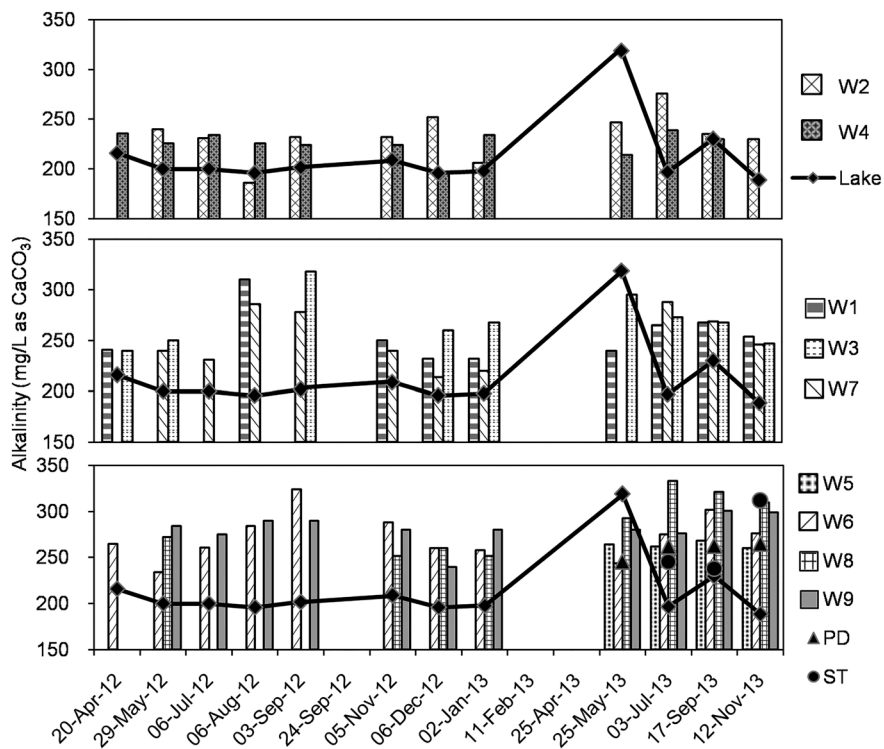 350
300
250
200
150
W2
W4
Lake
Alkalinity (mg/L as CaCO3)
350
300
250
200
150
W1
W3
W7
350
300
250
200
150
W5
W6
W8
W9
PD
ST
20-Apr-12
29-May-12
06-Jul-12
06-Aug-12
03-Sep-12
24-Sep-12
05-Nov-12
06-Dec-12
02-Jan-13
11-Feb-13
25-Apr-13
25-May-13
03-Jul-13
17-Sep-13
12-Nov-13